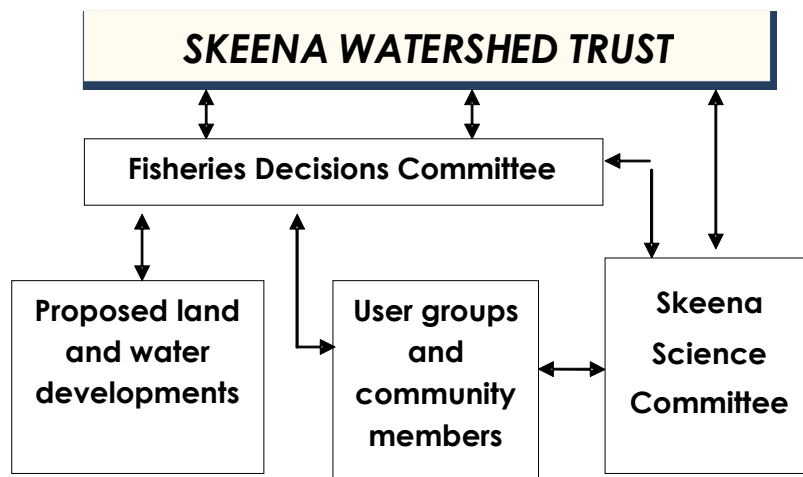 SKEENA WATERSHED TRUST
Fisheries Decisions Committee
Proposed land
and water
developments
User groups
and
community
members
Skeena
Science
Committee